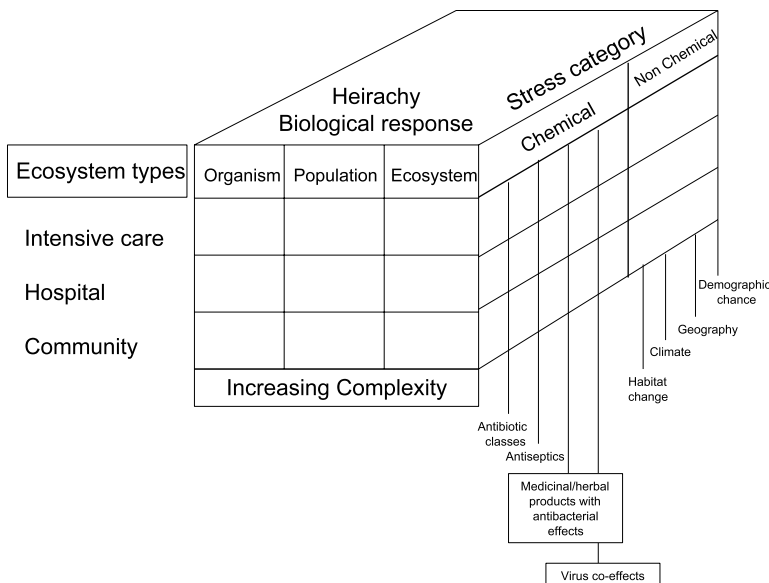 Heirachy
Biological response
Stress category
Chemical
Non Chemical
Ecosystem types
Organism
Population
Ecosystem
Intensive care
Hospital
Community
Increasing Complexity
Demographic
chance
Geography
Climate
Habitat
change
Antibiotic
classes
Antiseptics
Medicinal/herbal
products with
antibacterial
effects
Virus co-effects